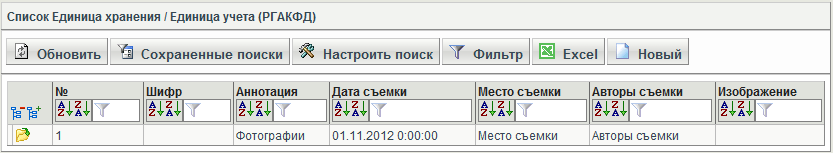 Список Единица хранения / Единица учета (РГАКФД)
Обновить Сохраненные поиски Настроить поиск Фильтр Excel Новый
№ Шифр Аннотация Дата съемки Место съемки Авторы съемки Изображение
1 Фотографии 01.11.2012 0:00:00 Место съемки Авторы съемки